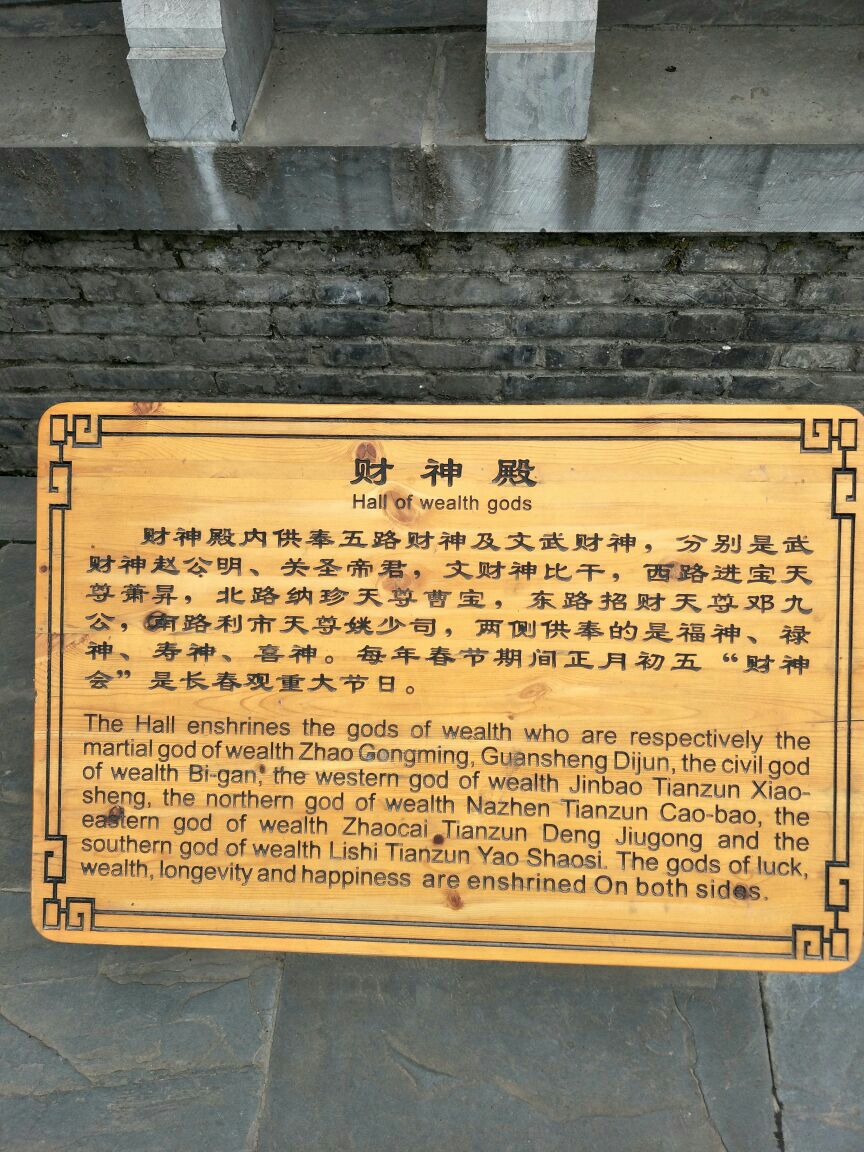 财神殿
Hall of wealth gods
财神殿内供奉五路财神及文武财神，分别是武
财神赵公明、关圣帝君，文财神比干，西路进宝天
尊萧昇，北路纳珍天尊曹宝，东路招财天尊邓九
公，南路利市天尊姚少司，两侧供奉的是福神、禄
神、寿神、喜神。每年春节期间正月初五“财神
会”是长春观重大节日。
The Hall enshrines the gods of wealth who are respectively the
martial god of wealth Zhao Gongming, Guansheng Dijun, the civil god
of wealth Bi-gan, the western god of wealth Jinbao Tianzun Xiao-
sheng, the northern god of wealth Nazhen Tianzun Cao-bao, the
eastern god of wealth Zhaocai Tianzun Deng Jiugong and the
southern god of wealth Lishi Tianzun Yao Shaosi. The gods of luck,
wealth, longevity and happiness are enshrined On both sides.